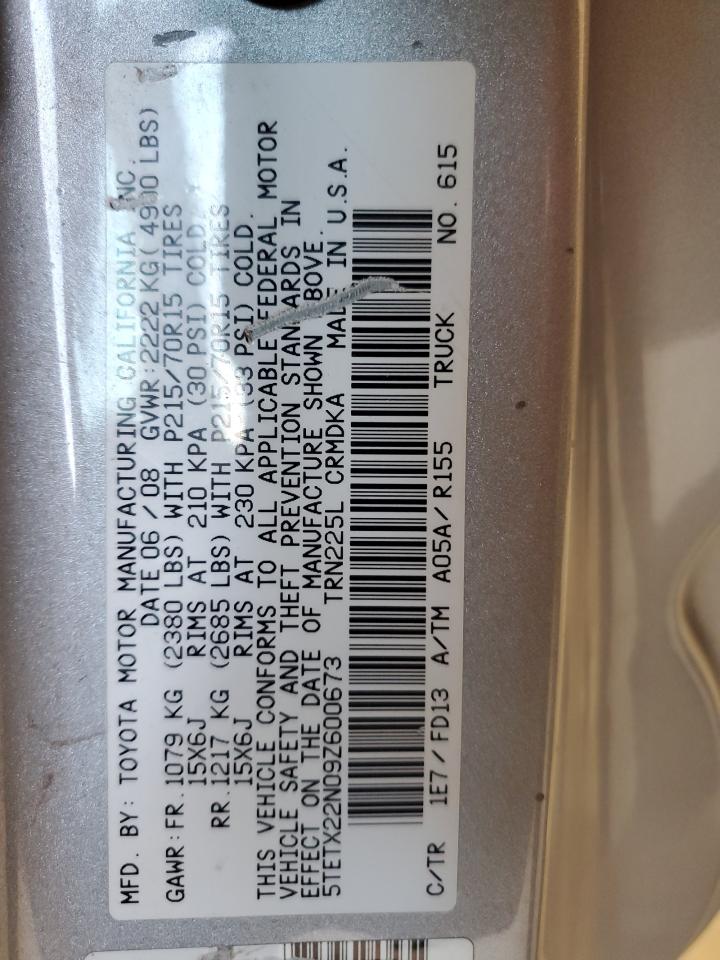 MFD. BY: TOYOTA MOTOR MANUFACTURING CALIFORNIA INC.
DATE 06 / 08 GVWR:2222 KG( 4900 LBS)
GAWR:FR.1079 KG (2380 LBS) WITH P215/70R15 TIRES
15X6J RIMS AT 210 KPA (30 PSI) COLD.
RR.1217 KG (2685 LBS) WITH P215/70R15 TIRES
15X6J RIMS AT 230 KPA (33 PSI) COLD.
THIS VEHICLE CONFORMS TO ALL APPLICABLE FEDERAL MOTOR
VEHICLE SAFETY AND THEFT PREVENTION STANDARDS IN
EFFECT ON THE DATE OF MANUFACTURE SHOWN ABOVE.
5TETX22N09Z600673 TRN225L CRMDKA MADE IN U.S.A.
C/TR 1E7/FD13 A/TM A05A/R155 TRUCK NO. 615